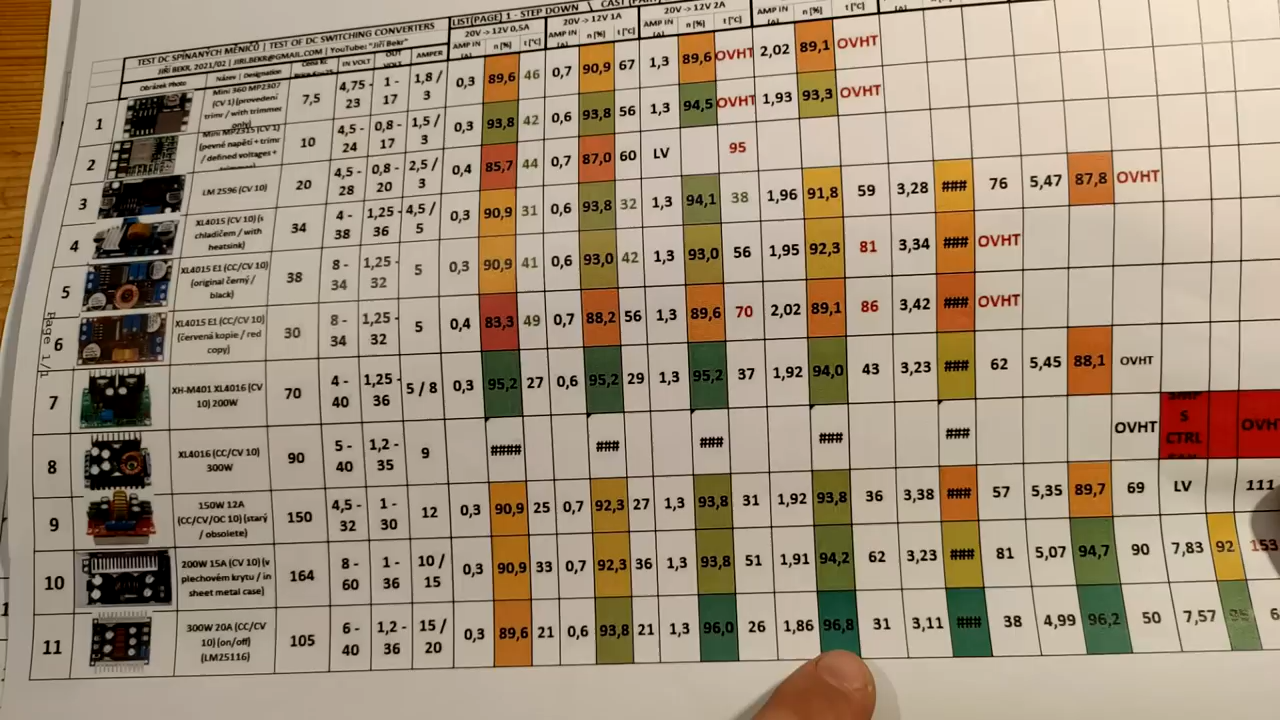 TEST DC SPÍNANÝCH MĚNIČŮ | TEST OF DC SWITCHING CONVERTERS
JIŘÍ BEKR, 2021/02 | JIRI.BEKR@GMAIL.COM | YouTube: "Jiří Bekr"
LIST(PAGE) 1 - STEP DOWN
20V -> 12V 0,5A 20V -> 12V 1A 20V -> 12V 2A
Obrázek Photo Název | Designation IN VOLT OUT VOLT AMPER AMP IN n [%] t [°C] AMP IN n [%] t [°C] AMP IN n [%] t [°C] n [%] t [°C]
1 Mini 360 MP2307 (CV 1) (provedení trimr / with trimmer only) 7,5 4,75 - 23 1 - 17 1,8 / 3 0,3 89,6 46 0,7 90,9 67 1,3 89,6 OVHT 2,02 89,1 OVHT
2 Mini MP2315 (CV 1) (pevné napětí + trimr / defined voltages + 10 4,5 - 24 0,8 - 17 1,5 / 3 0,3 93,8 42 0,6 93,8 56 1,3 94,5 OVHT 1,93 93,3 OVHT
3 LM 2596 (CV 10) 20 4,5 - 28 0,8 - 20 2,5 / 3 0,4 85,7 44 0,7 87,0 60 LV 95
4 XL4015 (CV 10) (s chladičem / with heatsink) 34 4 - 38 1,25 - 36 4,5 / 5 0,3 90,9 31 0,6 93,8 32 1,3 94,1 38 1,96 91,8 59 3,28 ### 76 5,47 87,8 OVHT
5 XL4015 E1 (CC/CV 10) (original černý / black) 38 8 - 34 1,25 - 32 5 0,3 90,9 41 0,6 93,0 42 1,3 93,0 56 1,95 92,3 81 3,34 ### OVHT
6 XL4015 E1 (CC/CV 10) (červená kopie / red copy) 30 8 - 34 1,25 - 32 5 0,4 83,3 49 0,7 88,2 56 1,3 89,6 70 2,02 89,1 86 3,42 ### OVHT
7 XH-M401 XL4016 (CV 10) 200W 70 4 - 40 1,25 - 36 5 / 8 0,3 95,2 27 0,6 95,2 29 1,3 95,2 37 1,92 94,0 43 3,23 ### 62 5,45 88,1 OVHT
8 XL4016 (CC/CV 10) 300W 90 5 - 40 1,2 - 35 9 #### ### ### ### ### OVHT S CTRL OVH
9 150W 12A (CC/CV/OC 10) (starý / obsolete) 150 4,5 - 32 1 - 30 12 0,3 90,9 25 0,7 92,3 27 1,3 93,8 31 1,92 93,8 36 3,38 ### 57 5,35 89,7 69 LV 111
10 200W 15A (CV 10) (v plechovém krytu / in sheet metal case) 164 8 - 60 1 - 36 10 / 15 0,3 90,9 33 0,7 92,3 36 1,3 93,8 51 1,91 94,2 62 3,23 ### 81 5,07 94,7 90 7,83 92 153
11 300W 20A (CC/CV 10) (on/off) (LM25116) 105 6 - 40 1,2 - 36 15 / 20 0,3 89,6 21 0,6 93,8 21 1,3 96,0 26 1,86 96,8 31 3,11 ### 38 4,99 96,2 50 7,57
Page 1/1